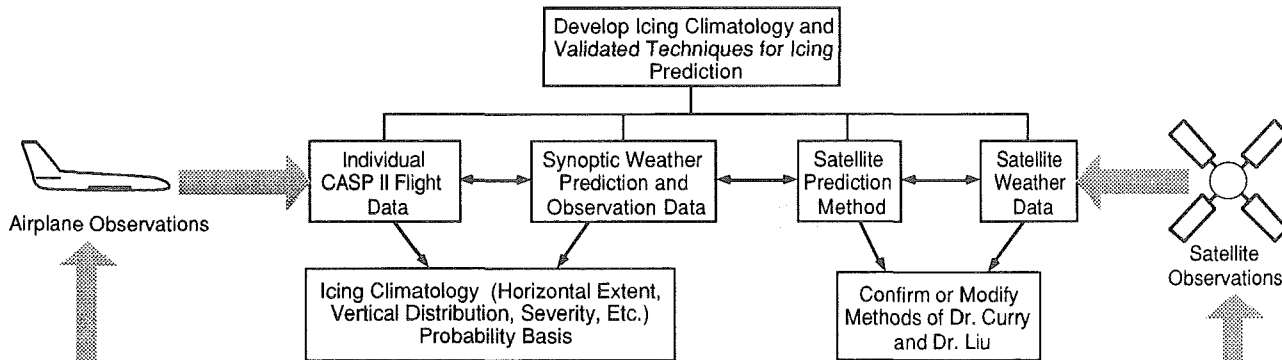 Develop Icing Climatology and
Validated Techniques for Icing
Prediction
Individual
CASP II Flight
Data
Synoptic Weather
Prediction and
Observation Data
Satellite
Prediction
Method
Satellite
Weather
Data
Airplane Observations
Satellite
Observations
Icing Climatology (Horizontal Extent,
Vertical Distribution, Severity, Etc.)
Probability Basis
Confirm or Modify
Methods of Dr. Curry
and Dr. Liu